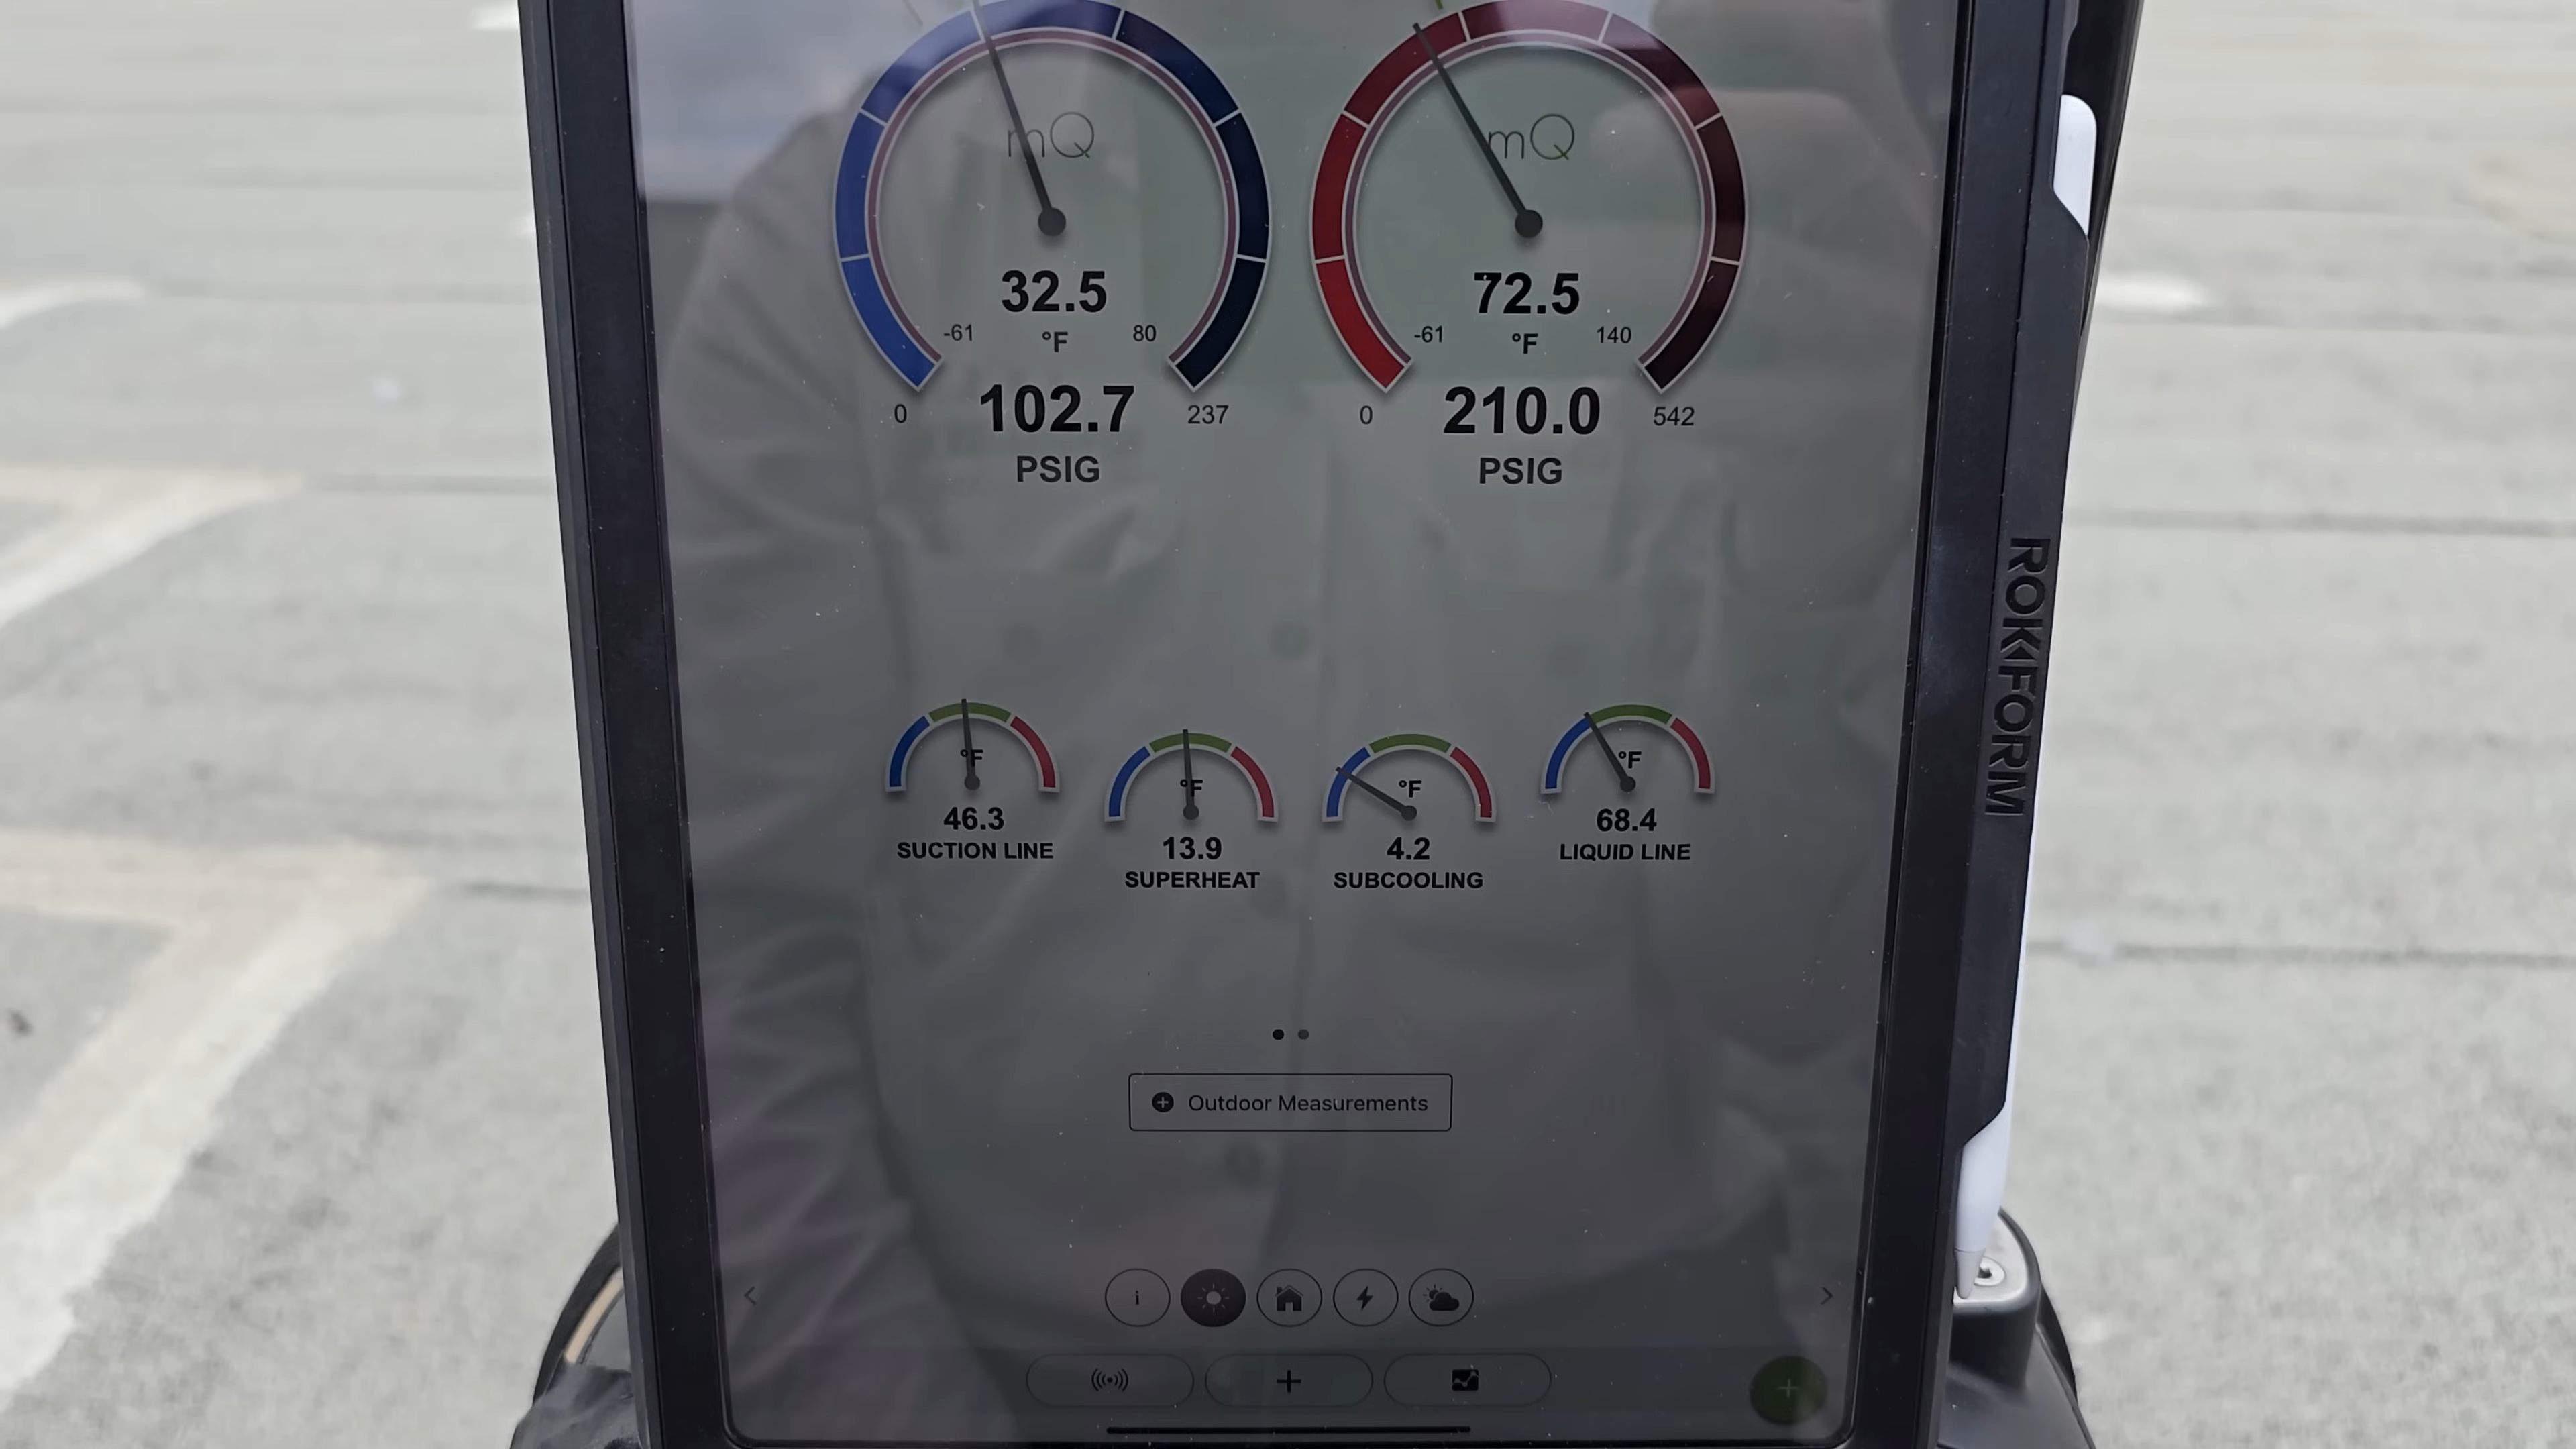 mQ
mQ
32.5
72.5
-61 °F 80
-61 °F 140
0 102.7 237
0 210.0 542
PSIG
PSIG
°F
46.3
SUCTION LINE
°F
13.9
SUPERHEAT
°F
4.2
SUBCOOLING
°F
68.4
LIQUID LINE
Outdoor Measurements
i
ROKFORM